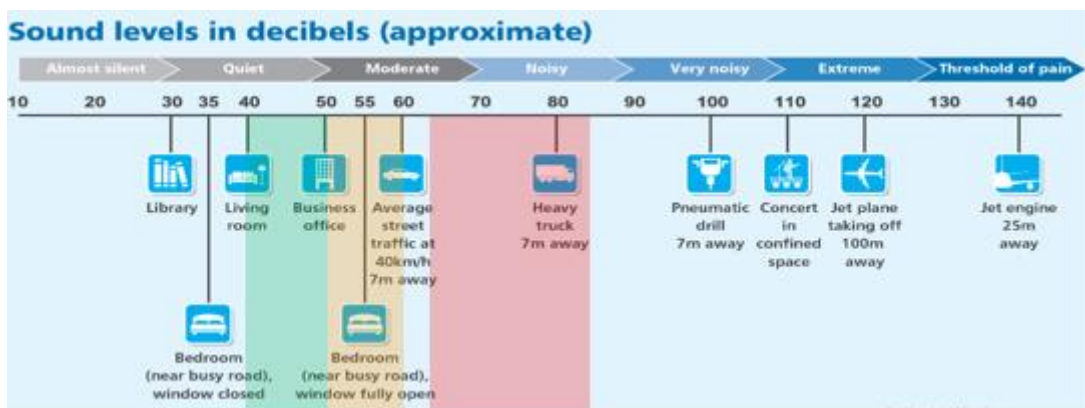 Sound levels in decibels (approximate)
Almost silent Quiet Moderate Noisy Very noisy Extreme Threshold of pain
10 20 30 35 40 50 55 60 70 80 90 100 110 120 130 140
Library
Living
room
Business
office
Average
street
traffic at
40km/h
7m away
Heavy
truck
7m away
Pneumatic
drill
7m away
Concert
in
confined
space
Jet plane
taking off
100m
away
Jet engine
25m
away
Bedroom
(near busy road),
window closed
Bedroom
(near busy road),
window fully open